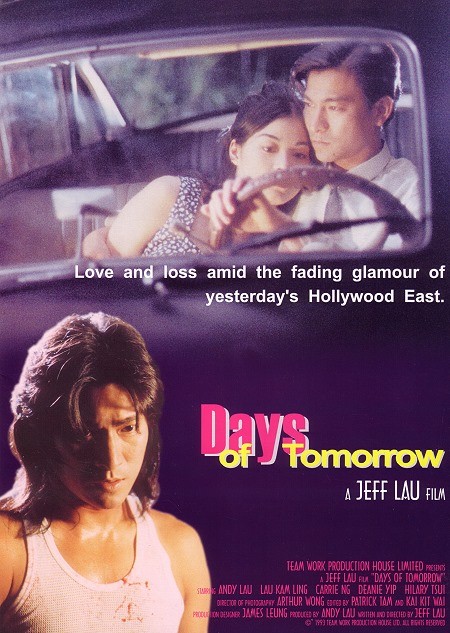 Love and loss amid the fading glamour of
yesterday's Hollywood East.
Days
of Tomorrow
A JEFF LAU FILM
TEAM WORK PRODUCTION HOUSE LIMITED PRESENTS
A JEFF LAU FILM "DAYS OF TOMORROW"
STARRING ANDY LAU LAU KAM LING CARRIE NG DEANIE YIP HILARY TSUI
DIRECTOR OF PHOTOGRAPHY ARTHUR WONG EDITED BY PATRICK TAM AND KAI KIT WAI
PRODUCTION DESIGNER JAMES LEUNG PRODUCED BY ANDY LAU WRITTEN AND DIRECTED BY JEFF LAU
©1993 TEAM WORK PRODUCTION HOUSE LTD. ALL RIGHTS RESERVED